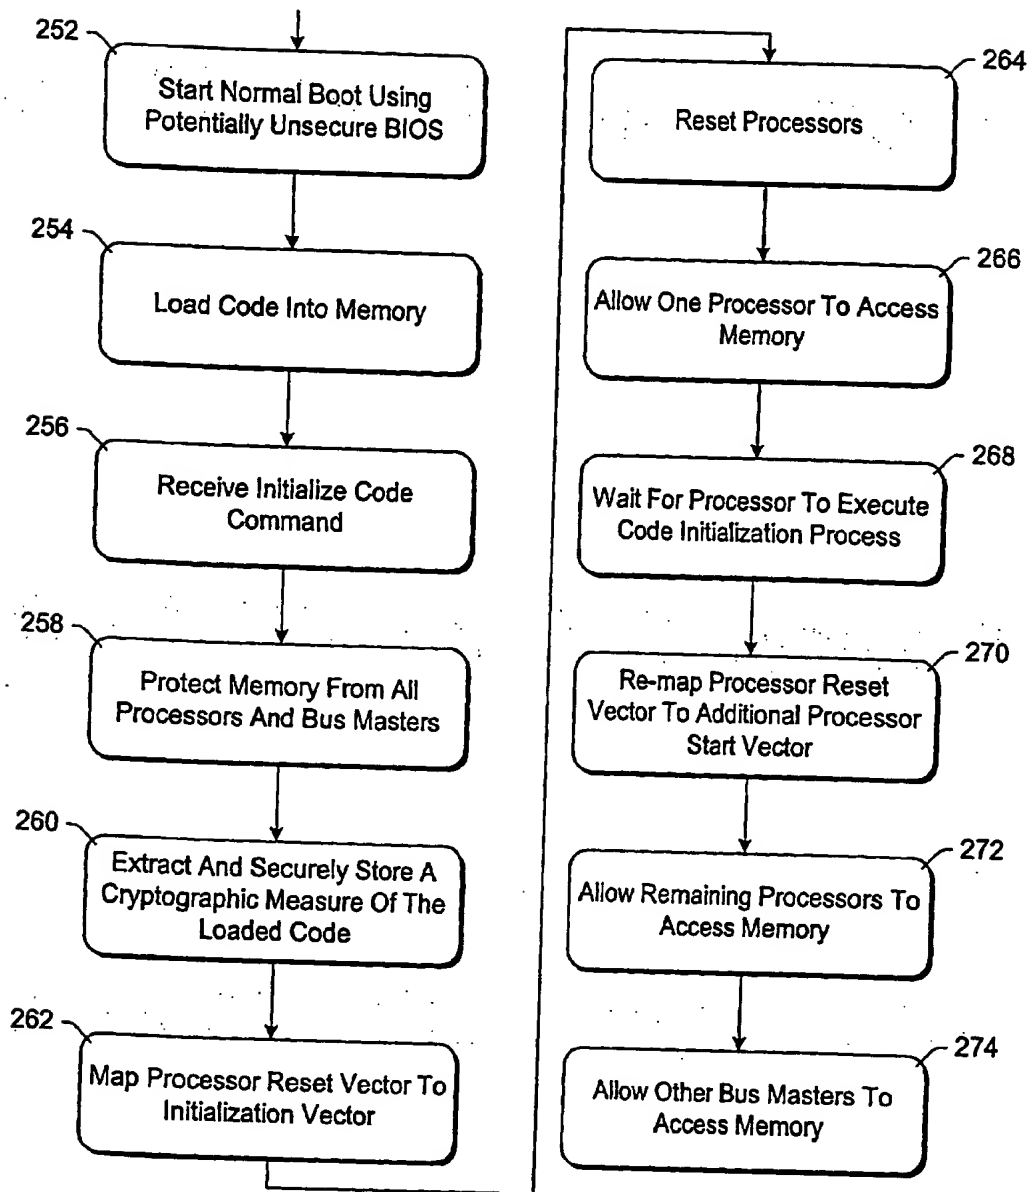 252
Start Normal Boot Using
Potentially Unsecure BIOS
254
Load Code Into Memory
256
Receive Initialize Code
Command
258
Protect Memory From All
Processors And Bus Masters
260
Extract And Securely Store A
Cryptographic Measure Of The
Loaded Code
262
Map Processor Reset Vector To
Initialization Vector
264
Reset Processors
266
Allow One Processor To Access
Memory
268
Wait For Processor To Execute
Code Initialization Process
270
Re-map Processor Reset
Vector To Additional Processor
Start Vector
272
Allow Remaining Processors To
Access Memory
274
Allow Other Bus Masters To
Access Memory